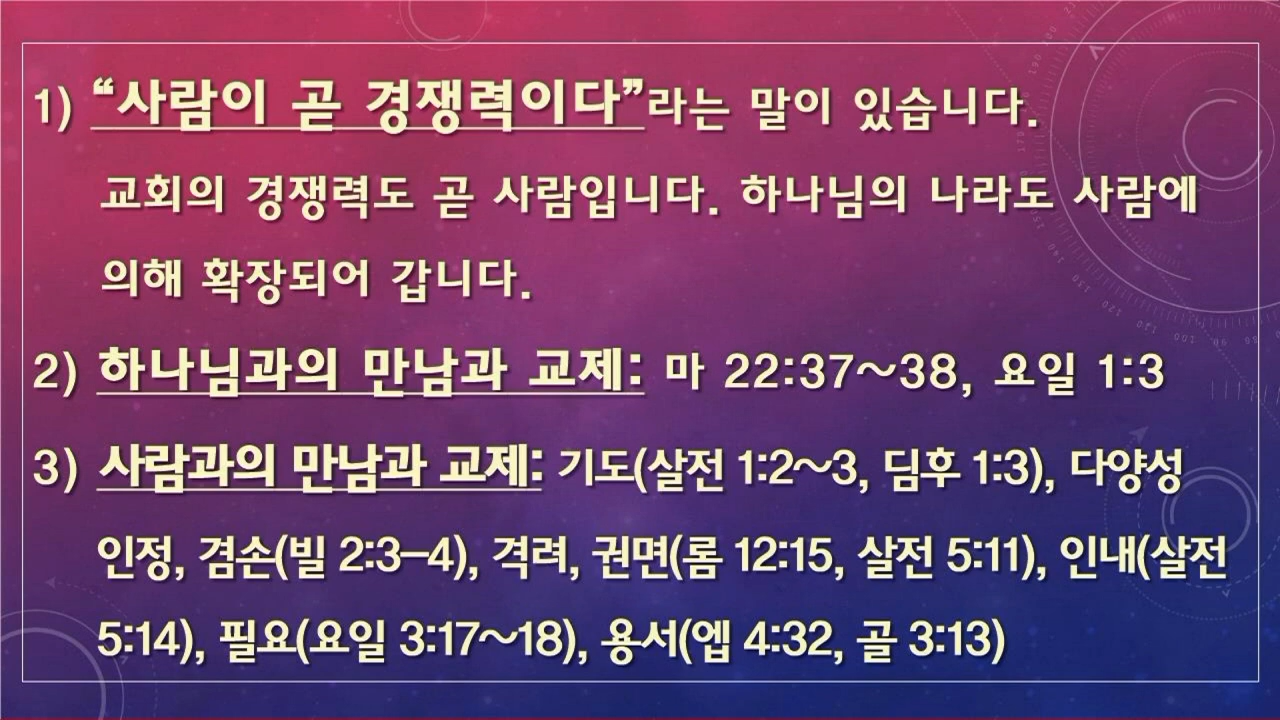 1) “사람이 곧 경쟁력이다”라는 말이 있습니다.
교회의 경쟁력도 곧 사람입니다. 하나님의 나라도 사람에
의해 확장되어 갑니다.
2) 하나님과의 만남과 교제: 마 22:37~38, 요일 1:3
3) 사람과의 만남과 교제: 기도(살전 1:2~3, 딤후 1:3), 다양성
인정, 겸손(빌 2:3-4), 격려, 권면(롬 12:15, 살전 5:11), 인내(살전
5:14), 필요(요일 3:17~18), 용서(엡 4:32, 골 3:13)